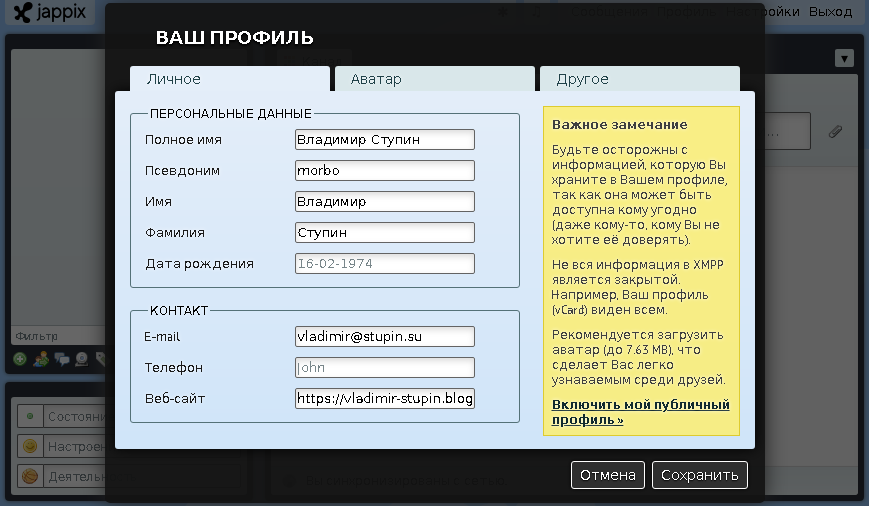 jappix
Профиль
Настройки
Выход
ВАШ ПРОФИЛЬ
Личное
Аватар
Другое
ПЕРСОНАЛЬНЫЕ ДАННЫЕ
Полное имя
Владимир Ступин
Псевдоним
morbo
Имя
Владимир
Фамилия
Ступин
Дата рождения
16-02-1974
КОНТАКТ
E-mail
vladimir@stupin.su
Телефон
John
Веб-сайт
https://vladimir-stupin.blog
Важное замечание
Будьте осторожны с
информацией, которую Вы
храните в Вашем профиле,
так как она может быть
доступна кому угодно
(даже кому-то, кому Вы не
хотите её доверять).
Не вся информация в XMPP
является закрытой.
Например, Ваш профиль
(vCard) виден всем.
Рекомендуется загрузить
аватар (до 7.63 MB), что
сделает Вас легко
узнаваемым среди друзей.
Включить мой публичный
профиль »
Фильтр
Состояни
Настроен
Деятельн
Отмена
Сохранить